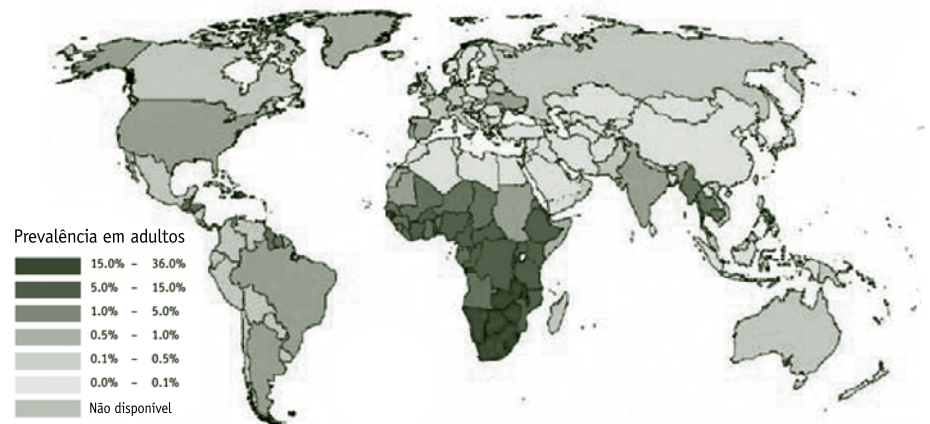 Prevalência em adultos
15.0% – 36.0%
5.0% – 15.0%
1.0% – 5.0%
0.5% – 1.0%
0.1% – 0.5%
0.0% – 0.1%
Não disponível